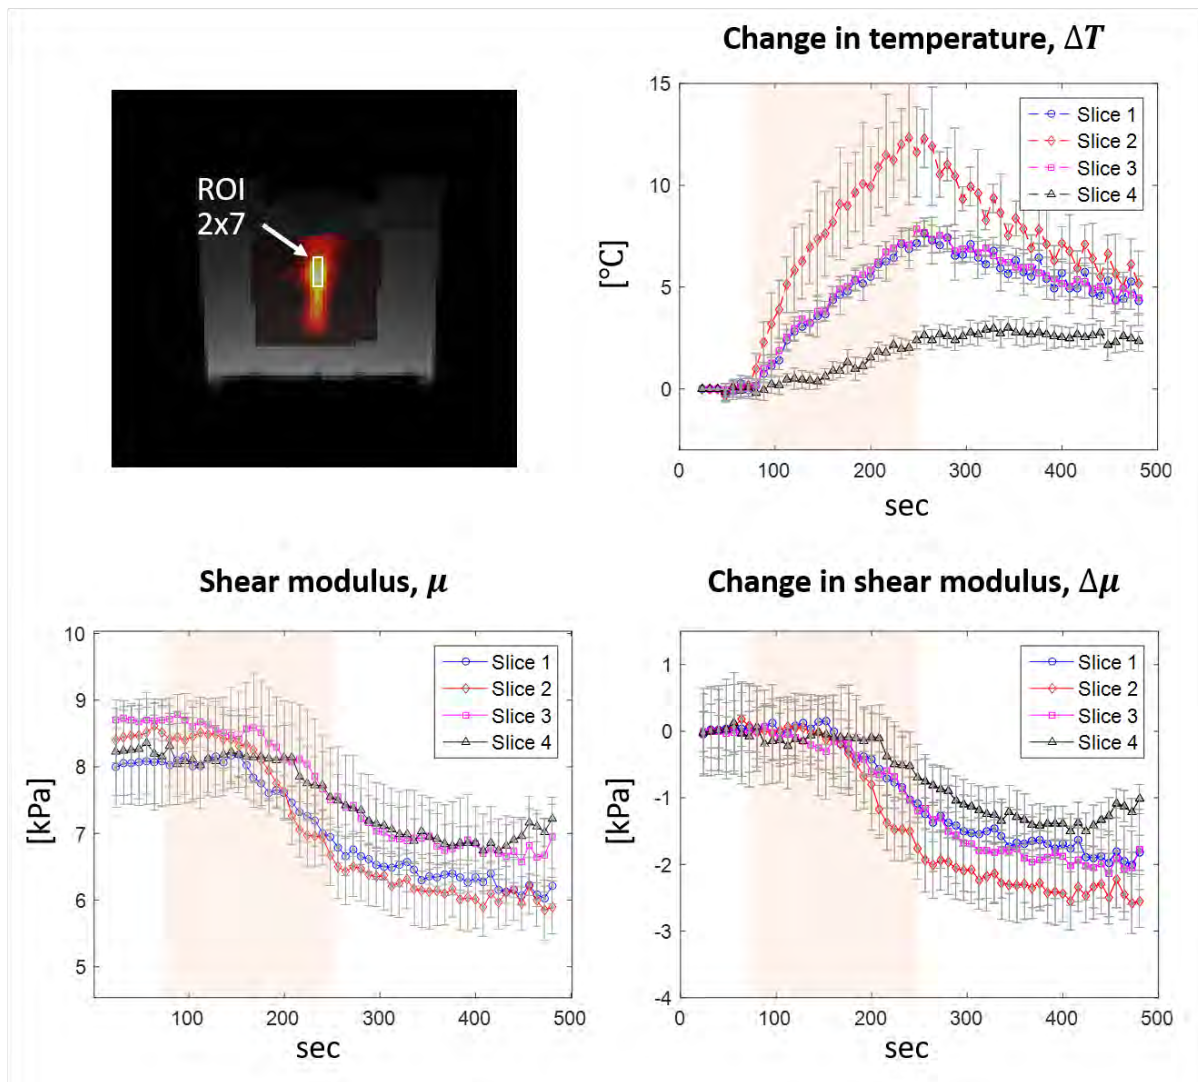 Change in temperature, ΔT
ROI
2x7
15
10
5
0
[°C]
Slice 1
Slice 2
Slice 3
Slice 4
0
100
200
300
400
500
sec
Shear modulus, μ
10
9
8
7
6
5
[kPa]
Slice 1
Slice 2
Slice 3
Slice 4
100
200
300
400
500
sec
Change in shear modulus, Δμ
1
0
-1
-2
-3
-4
[kPa]
Slice 1
Slice 2
Slice 3
Slice 4
0
100
200
300
400
500
sec